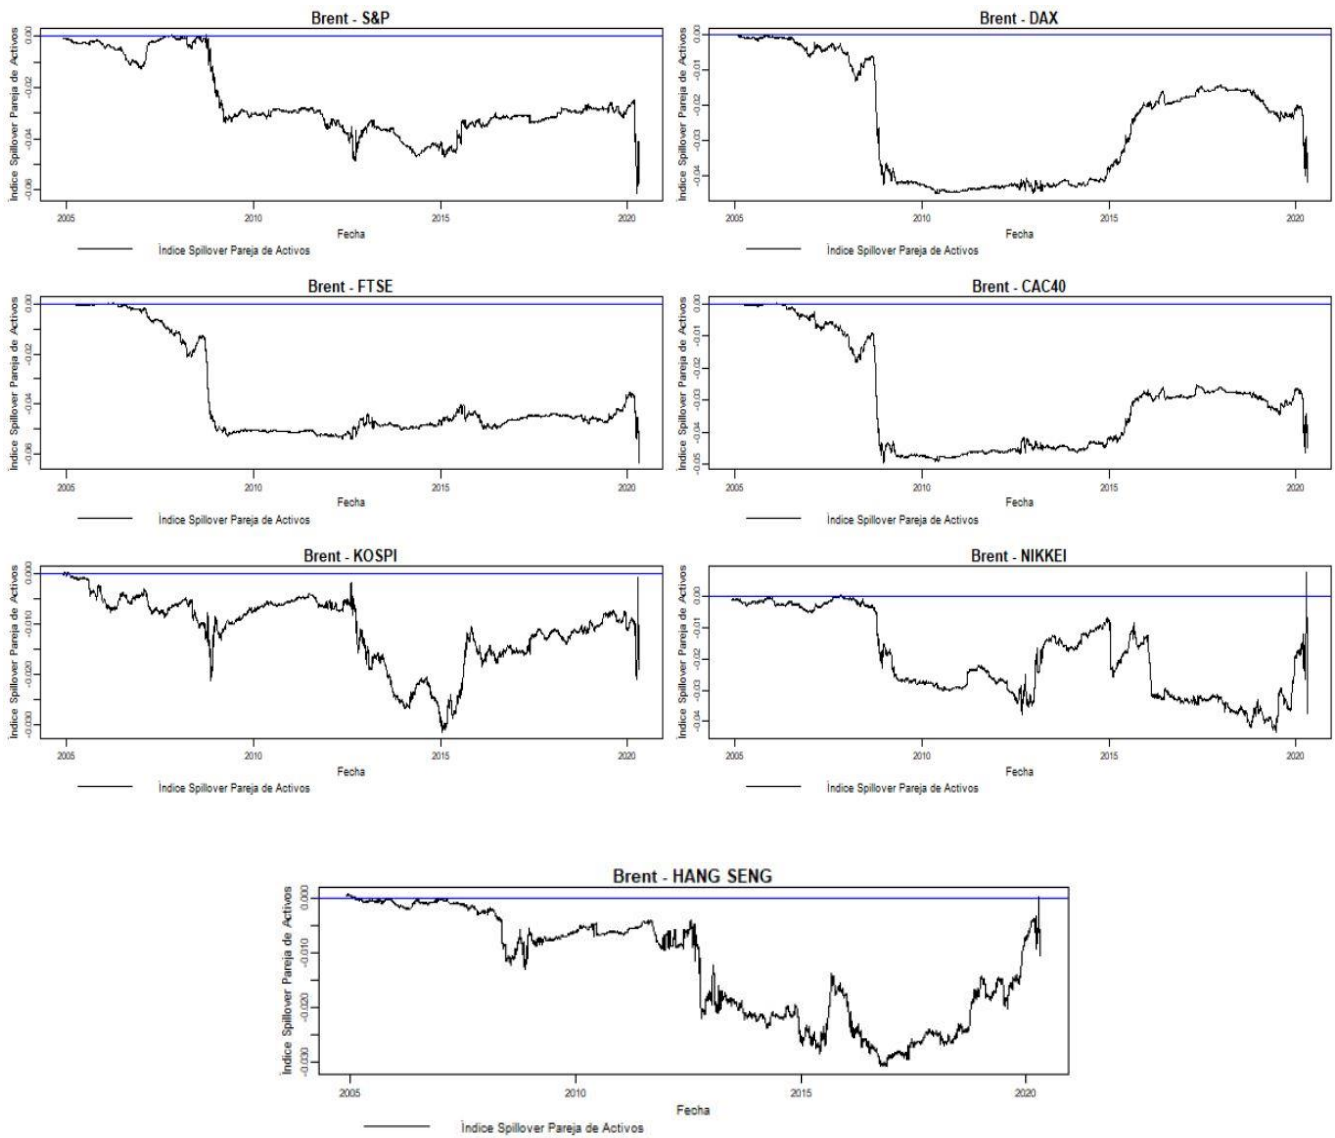 Brent - S&P
Índice Spillover Pareja de Activos
0.00
-0.02
-0.04
-0.06
2005 2010 2015 2020
Fecha
Índice Spillover Pareja de Activos
Brent - DAX
Índice Spillover Pareja de Activos
0.00
-0.01
-0.02
-0.03
-0.04
2005 2010 2015 2020
Fecha
Índice Spillover Pareja de Activos
Brent - FTSE
Índice Spillover Pareja de Activos
0.00
-0.02
-0.04
-0.06
2005 2010 2015 2020
Fecha
Índice Spillover Pareja de Activos
Brent - CAC40
Índice Spillover Pareja de Activos
0.00
-0.01
-0.02
-0.03
-0.04
-0.05
2005 2010 2015 2020
Fecha
Índice Spillover Pareja de Activos
Brent - KOSPI
Índice Spillover Pareja de Activos
0.000
-0.010
-0.020
-0.030
2005 2010 2015 2020
Fecha
Índice Spillover Pareja de Activos
Brent - NIKKEI
Índice Spillover Pareja de Activos
0.00
-0.01
-0.02
-0.03
-0.04
2005 2010 2015 2020
Fecha
Índice Spillover Pareja de Activos
Brent - HANG SENG
Índice Spillover Pareja de Activos
0.000
-0.010
-0.020
-0.030
2005 2010 2015 2020
Fecha
Índice Spillover Pareja de Activos